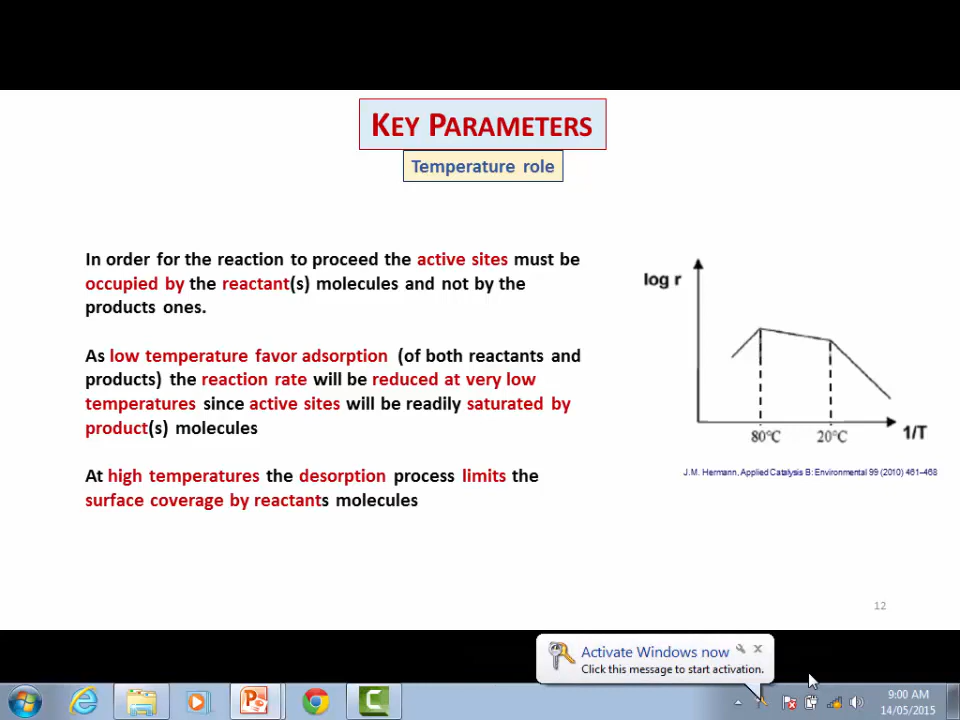 KEY PARAMETERS
Temperature role
In order for the reaction to proceed the active sites must be
occupied by the reactant(s) molecules and not by the
products ones.
As low temperature favor adsorption (of both reactants and
products) the reaction rate will be reduced at very low
temperatures since active sites will be readily saturated by
product(s) molecules
At high temperatures the desorption process limits the
surface coverage by reactants molecules
log r
80°C 20°C 1/T
J.M. Hermann, Applied Catalysis B: Environmental 99 (2010) 461-468
12
Activate Windows now
Click this message to start activation.
9:00 AM
14/05/2015